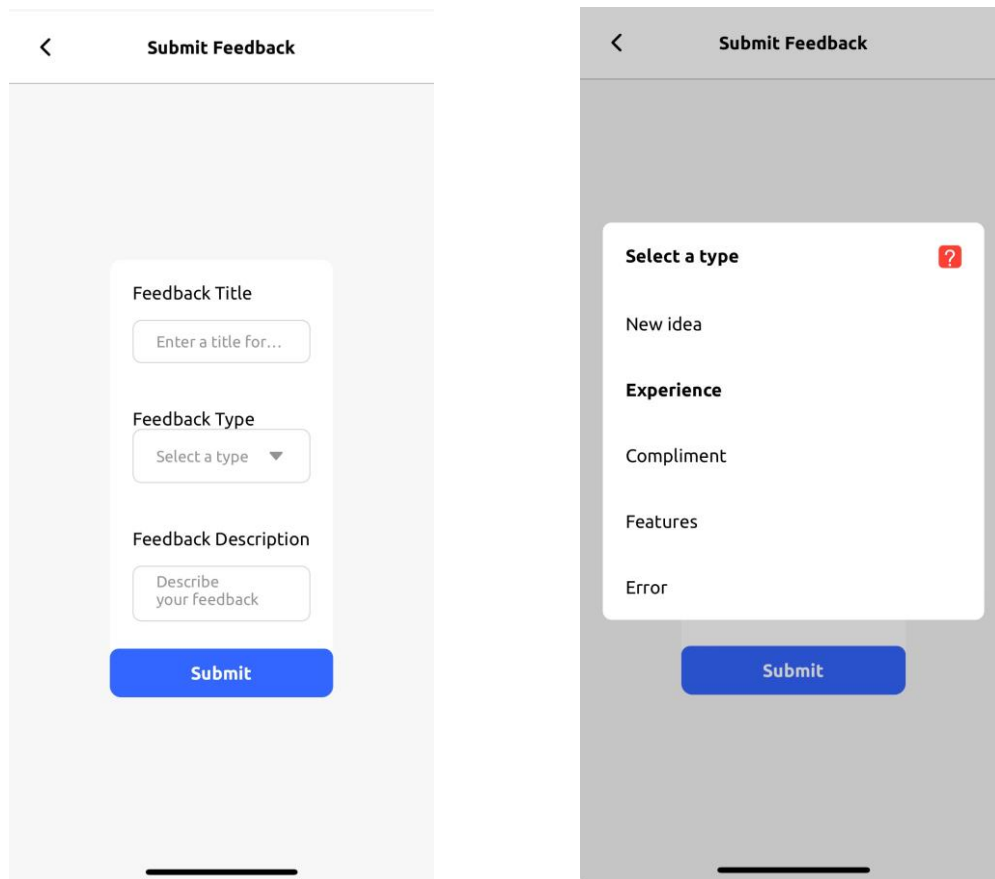 Submit Feedback
Feedback Title
Enter a title for...
Feedback Type
Select a type
Feedback Description
Describe
your feedback
Submit
Submit Feedback
Select a type
?
New idea
Experience
Compliment
Features
Error
Submit